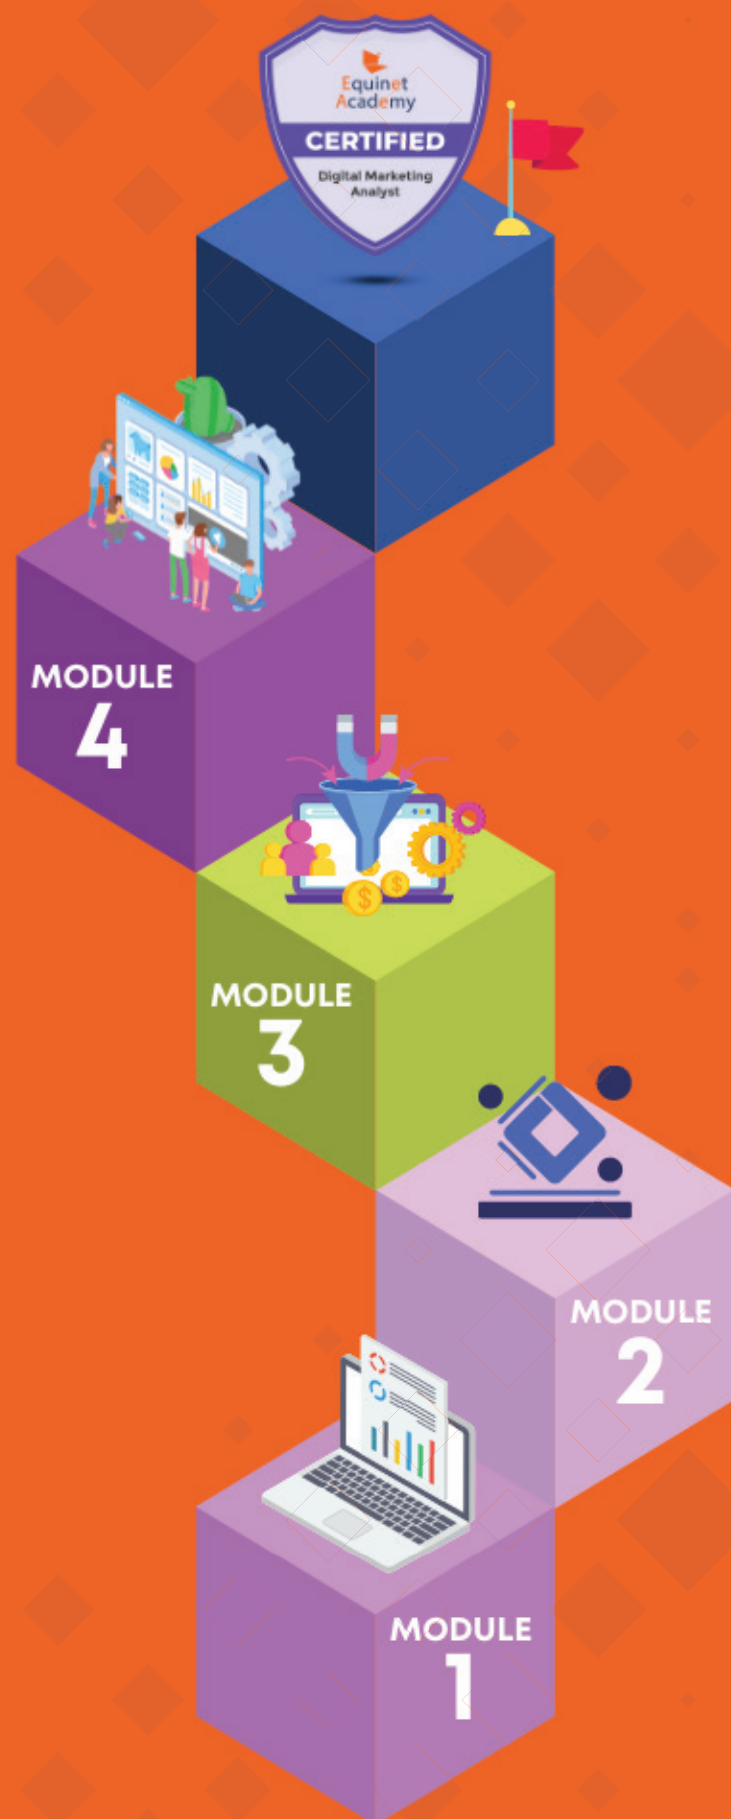 Equinet
Academy
CERTIFIED
Digital Marketing
Analyst
MODULE
4
MODULE
3
MODULE
2
MODULE
1